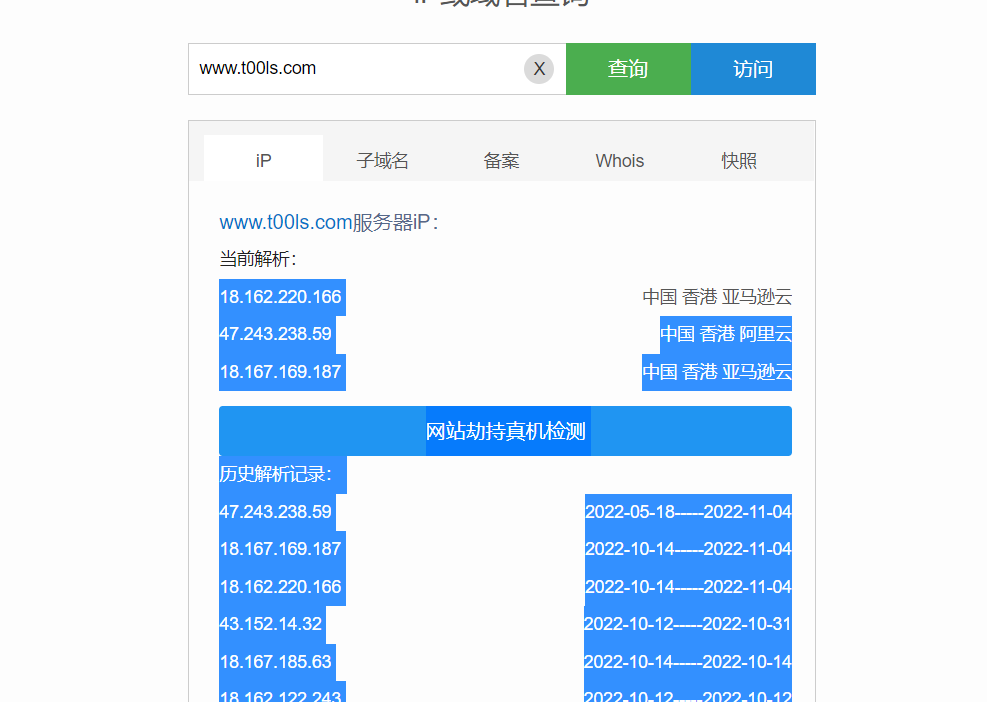 iP或域名查询
www.t00ls.com X 查询 访问
iP 子域名 备案 Whois 快照
www.t00ls.com服务器iP：
当前解析：
18.162.220.166 中国 香港 亚马逊云
47.243.238.59 中国 香港 阿里云
18.167.169.187 中国 香港 亚马逊云
网站劫持真机检测
历史解析记录：
47.243.238.59 2022-05-18-----2022-11-04
18.167.169.187 2022-10-14-----2022-11-04
18.162.220.166 2022-10-14-----2022-11-04
43.152.14.32 2022-10-12-----2022-10-31
18.167.185.63 2022-10-14-----2022-10-14
18.162.122.243 2022-10-12-----2022-10-12